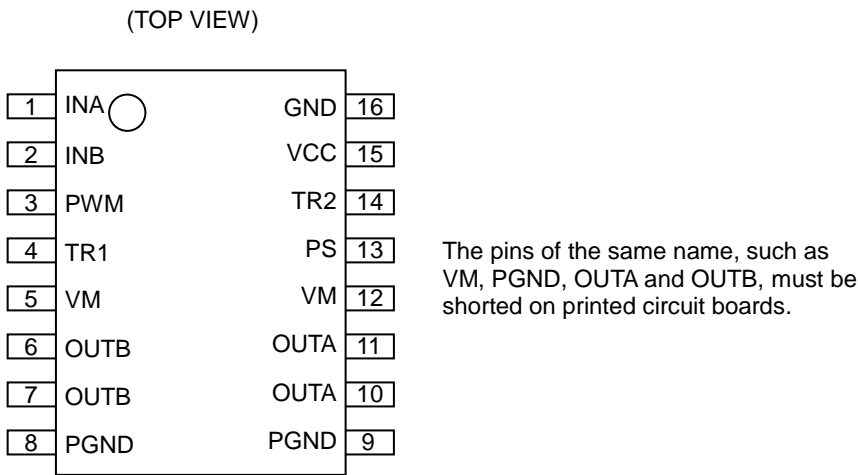 (TOP VIEW)
1 INA GND 16
2 INB VCC 15
3 PWM TR2 14
4 TR1 PS 13
5 VM VM 12
6 OUTB OUTA 11
7 OUTB OUTA 10
8 PGND PGND 9
The pins of the same name, such as
VM, PGND, OUTA and OUTB, must be
shorted on printed circuit boards.